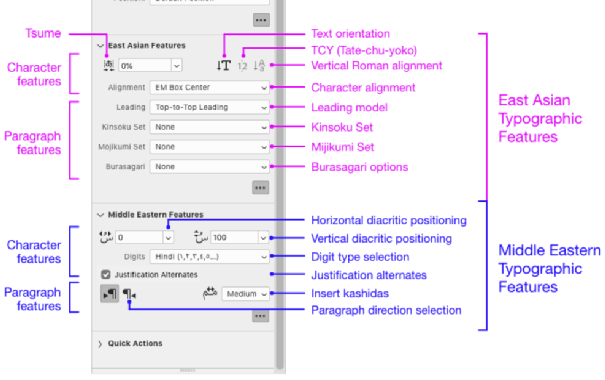 Tsume
Character
features
Paragraph
features
Character
features
Paragraph
features
Default Position
East Asian Features
0%
12
Alignment
EM Box Center
Leading
Top-to-Top Leading
Kinsoku Set
None
Mojikumi Set
None
Burasagari
None
Middle Eastern Features
0
100
Digits
Hindi (١,٢,٣,٤,٥...)
Justification Alternates
Medium
Quick Actions
Text orientation
TCY (Tate-chu-yoko)
Vertical Roman alignment
Character alignment
Leading model
Kinsoku Set
Mijikumi Set
Burasagari options
Horizontal diacritic positioning
Vertical diacritic positioning
Digit type selection
Justification alternates
Insert kashidas
Paragraph direction selection
East Asian
Typographic
Features
Middle Eastern
Typographic
Features